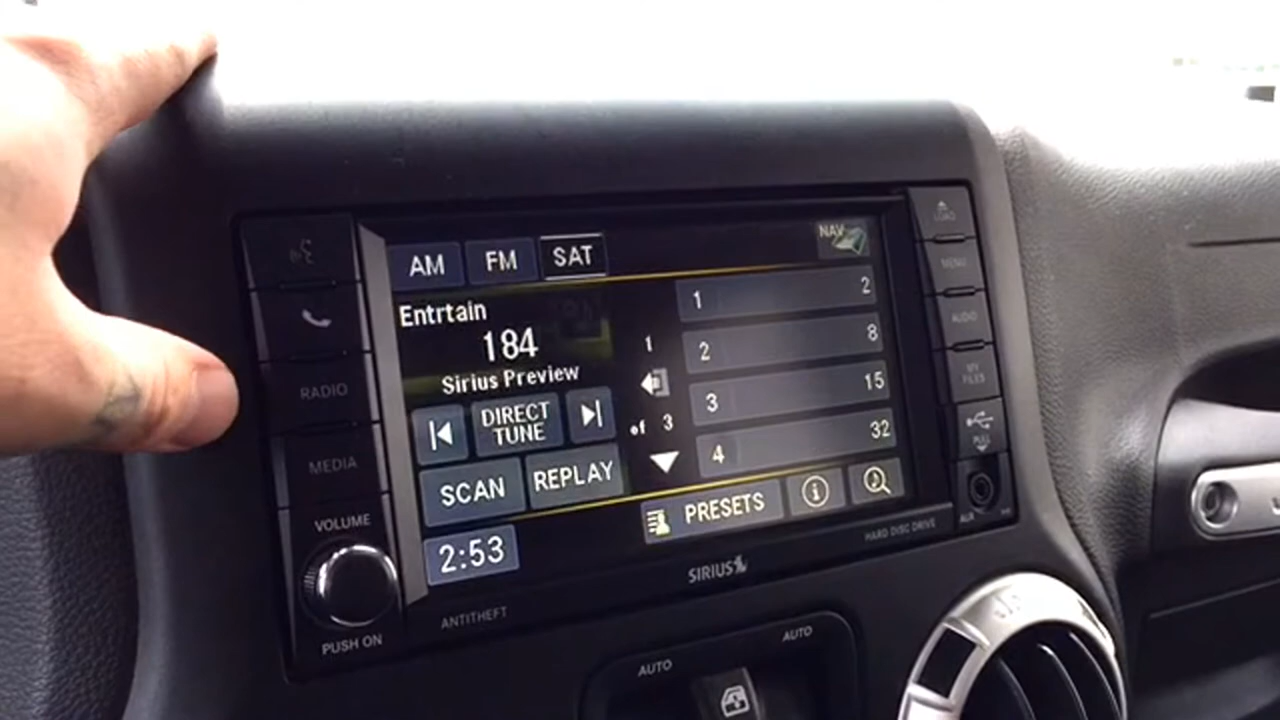 AM FM SAT NAV
Entrtain
184
Sirius Preview
DIRECT TUNE
SCAN REPLAY
2:53
1 of 3
1 2
2 8
3 15
4 32
PRESETS
RADIO
MEDIA
VOLUME
PUSH ON
LOAD
MENU
AUDIO
MY FILES
PULL
AUX
ANTITHEFT
SIRIUS
HARD DISC DRIVE
AUTO AUTO